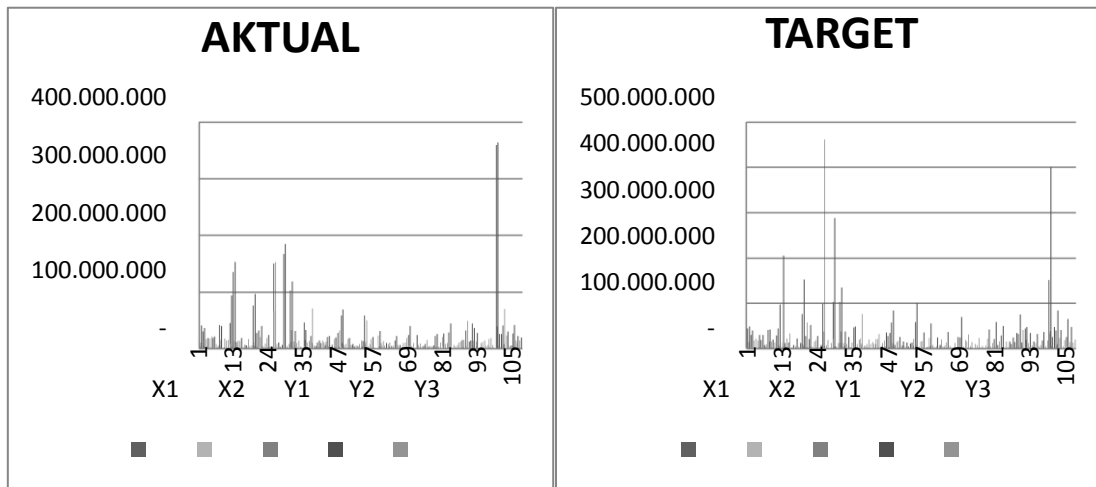 AKTUAL
400.000.000
300.000.000
200.000.000
100.000.000
-
1 13 24 35 47 57 69 81 93 105
X1 X2 Y1 Y2 Y3
TARGET
500.000.000
400.000.000
300.000.000
200.000.000
100.000.000
-
1 13 24 35 47 57 69 81 93 105
X1 X2 Y1 Y2 Y3